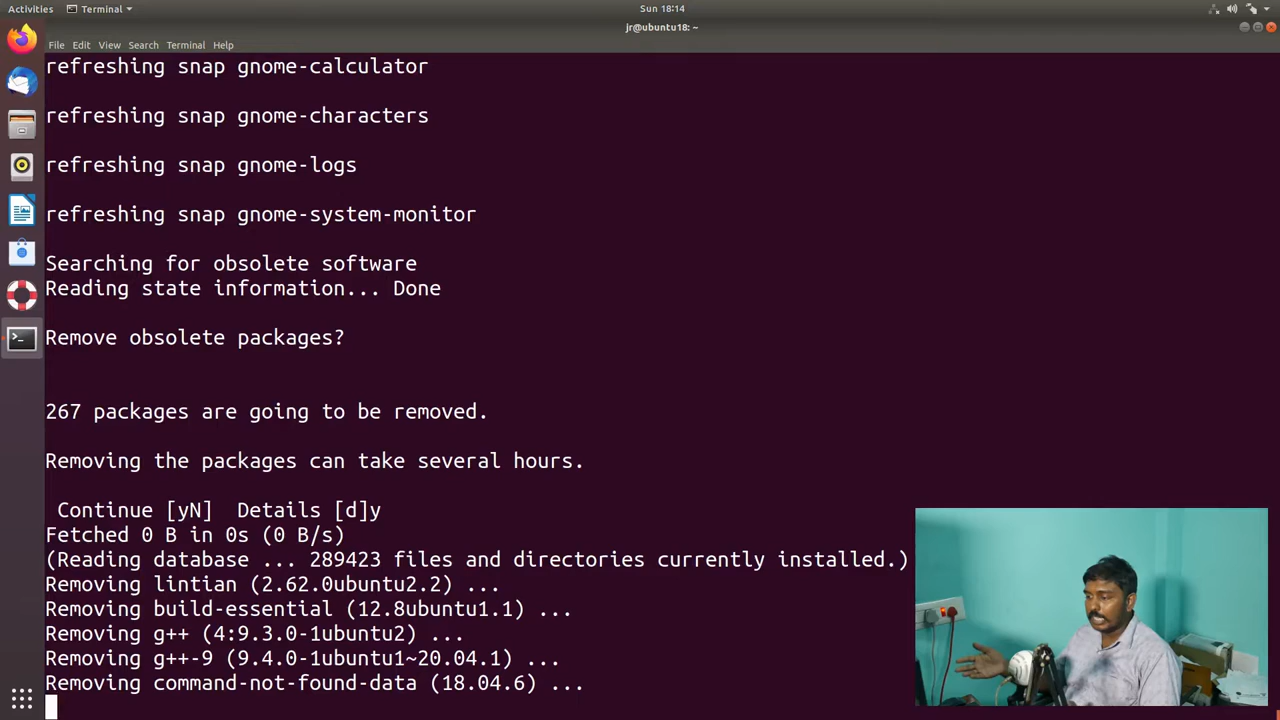 Activities
Terminal
Sun 18:14
jr@ubuntu18: ~
File Edit View Search Terminal Help
refreshing snap gnome-calculator
refreshing snap gnome-characters
refreshing snap gnome-logs
refreshing snap gnome-system-monitor
Searching for obsolete software
Reading state information... Done
Remove obsolete packages?
267 packages are going to be removed.
Removing the packages can take several hours.
Continue [yN]  Details [d]y
Fetched 0 B in 0s (0 B/s)
(Reading database ... 289423 files and directories currently installed.)
Removing lintian (2.62.0ubuntu2.2) ...
Removing build-essential (12.8ubuntu1.1) ...
Removing g++ (4:9.3.0-1ubuntu2) ...
Removing g++-9 (9.4.0-1ubuntu1~20.04.1) ...
Removing command-not-found-data (18.04.6) ...